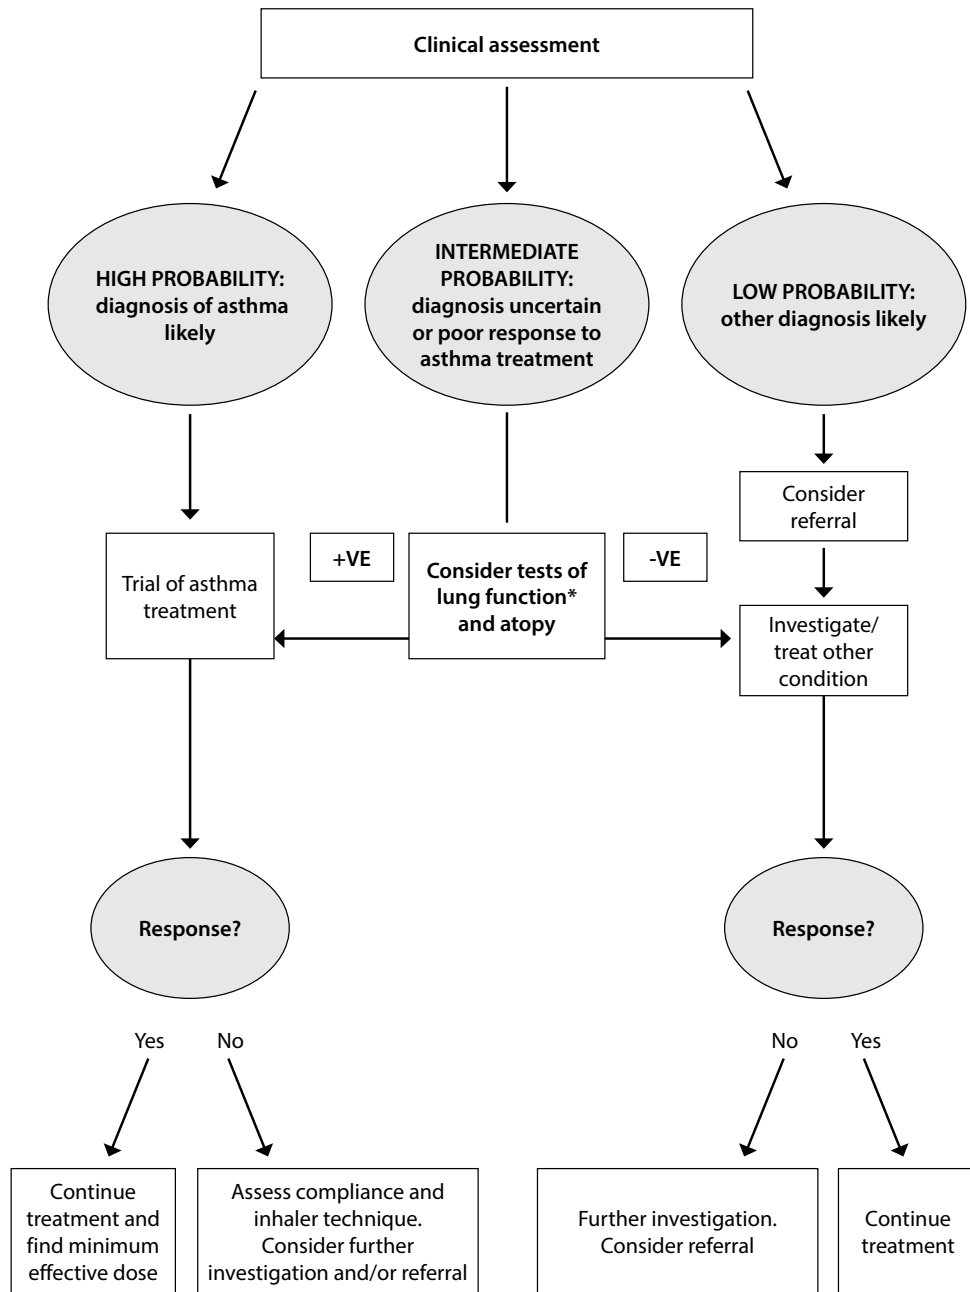 Clinical assessment
HIGH PROBABILITY:
diagnosis of asthma
likely
INTERMEDIATE
PROBABILITY:
diagnosis uncertain
or poor response to
asthma treatment
LOW PROBABILITY:
other diagnosis likely
Consider
referral
Trial of asthma
treatment
+VE
Consider tests of
lung function*
and atopy
-VE
Investigate/
treat other
condition
Response?
Response?
Yes
No
No
Yes
Continue
treatment and
find minimum
effective dose
Assess compliance and
inhaler technique.
Consider further
investigation and/or referral
Further investigation.
Consider referral
Continue
treatment